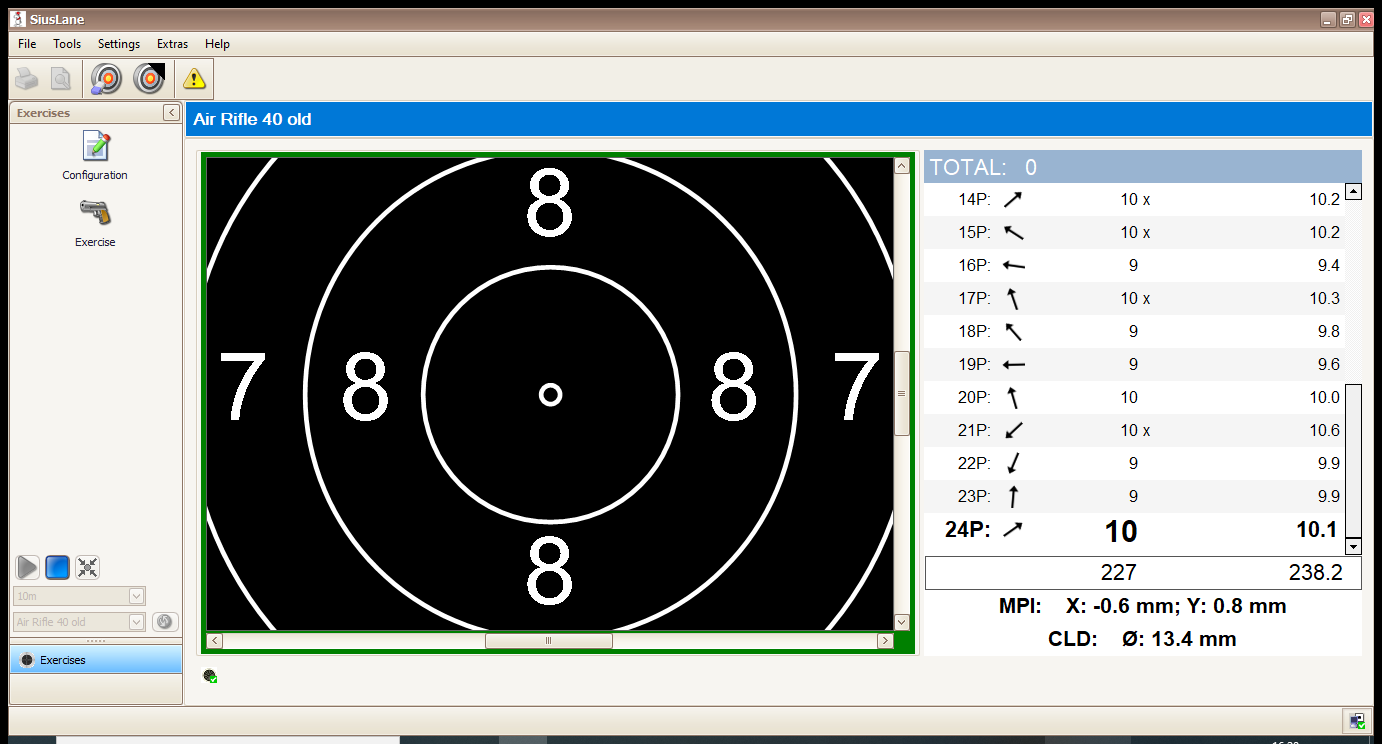 SiusLane
File Tools Settings Extras Help
Exercises
Configuration
Exercise
10m
Air Rifle 40 old
Exercises
Air Rifle 40 old
8
7 8 8 7
8
TOTAL: 0
14P: 10 x 10.2
15P: 10 x 10.2
16P: 9 9.4
17P: 10 x 10.3
18P: 9 9.8
19P: 9 9.6
20P: 10 10.0
21P: 10 x 10.6
22P: 9 9.9
23P: 9 9.9
24P: 10 10.1
227 238.2
MPI: X: -0.6 mm; Y: 0.8 mm
CLD: Ø: 13.4 mm